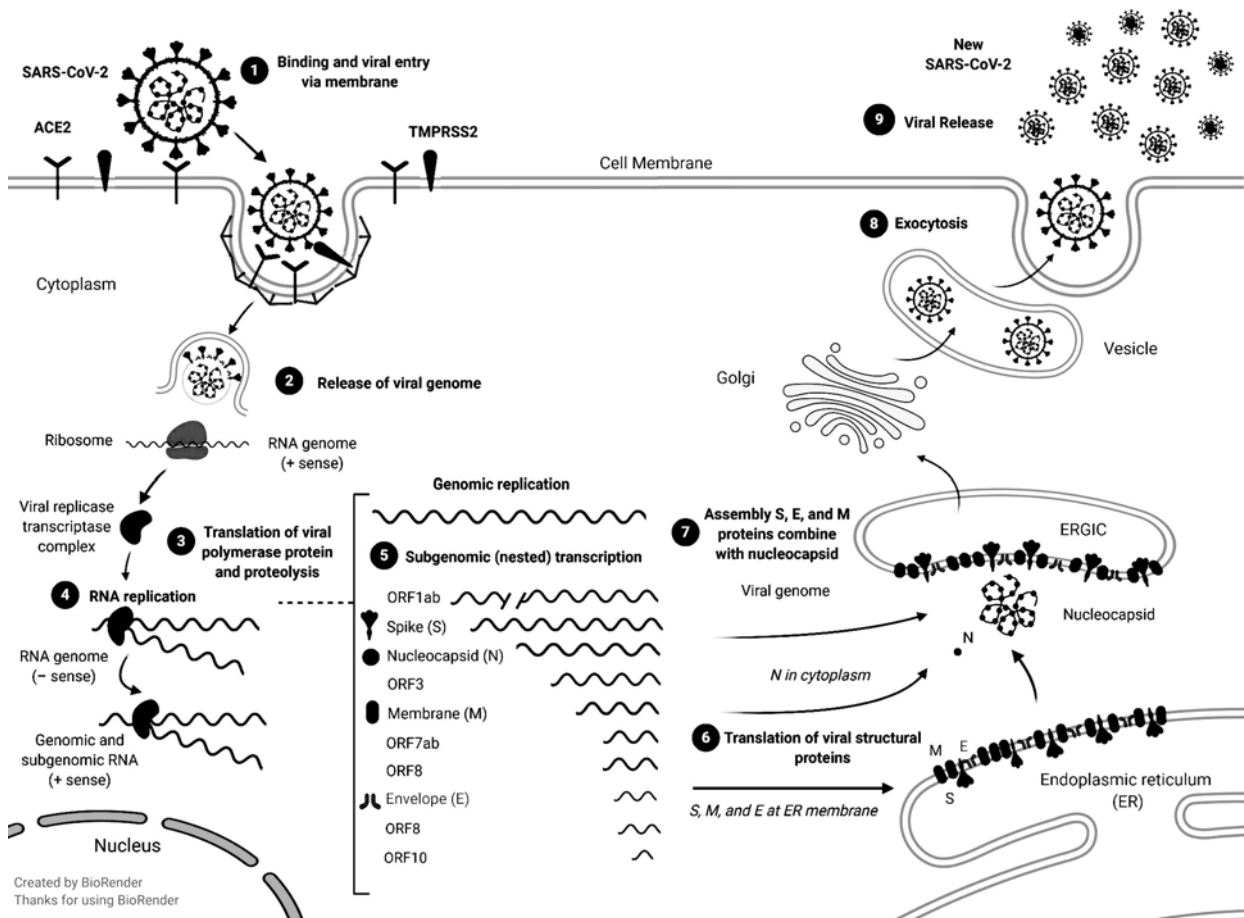 SARS-CoV-2
1
Binding and viral entry
via membrane
ACE2
TMPRSS2
Cell Membrane
Cytoplasm
2
Release of viral genome
Ribosome
RNA genome
(+ sense)
Viral replicase
transcriptase
complex
3
Translation of viral
polymerase protein
and proteolysis
4
RNA replication
RNA genome
(− sense)
Genomic and
subgenomic RNA
(+ sense)
Nucleus
Created by BioRender
Thanks for using BioRender
Genomic replication
5
Subgenomic (nested) transcription
ORF1ab
Spike (S)
Nucleocapsid (N)
ORF3
Membrane (M)
ORF7ab
ORF8
Envelope (E)
ORF8
ORF10
6
Translation of viral structural
proteins
S, M, and E at ER membrane
M
E
S
Endoplasmic reticulum
(ER)
7
Assembly S, E, and M
proteins combine
with nucleocapsid
Viral genome
N in cytoplasm
N
ERGIC
Nucleocapsid
Golgi
8
Exocytosis
Vesicle
9
Viral Release
New
SARS-CoV-2